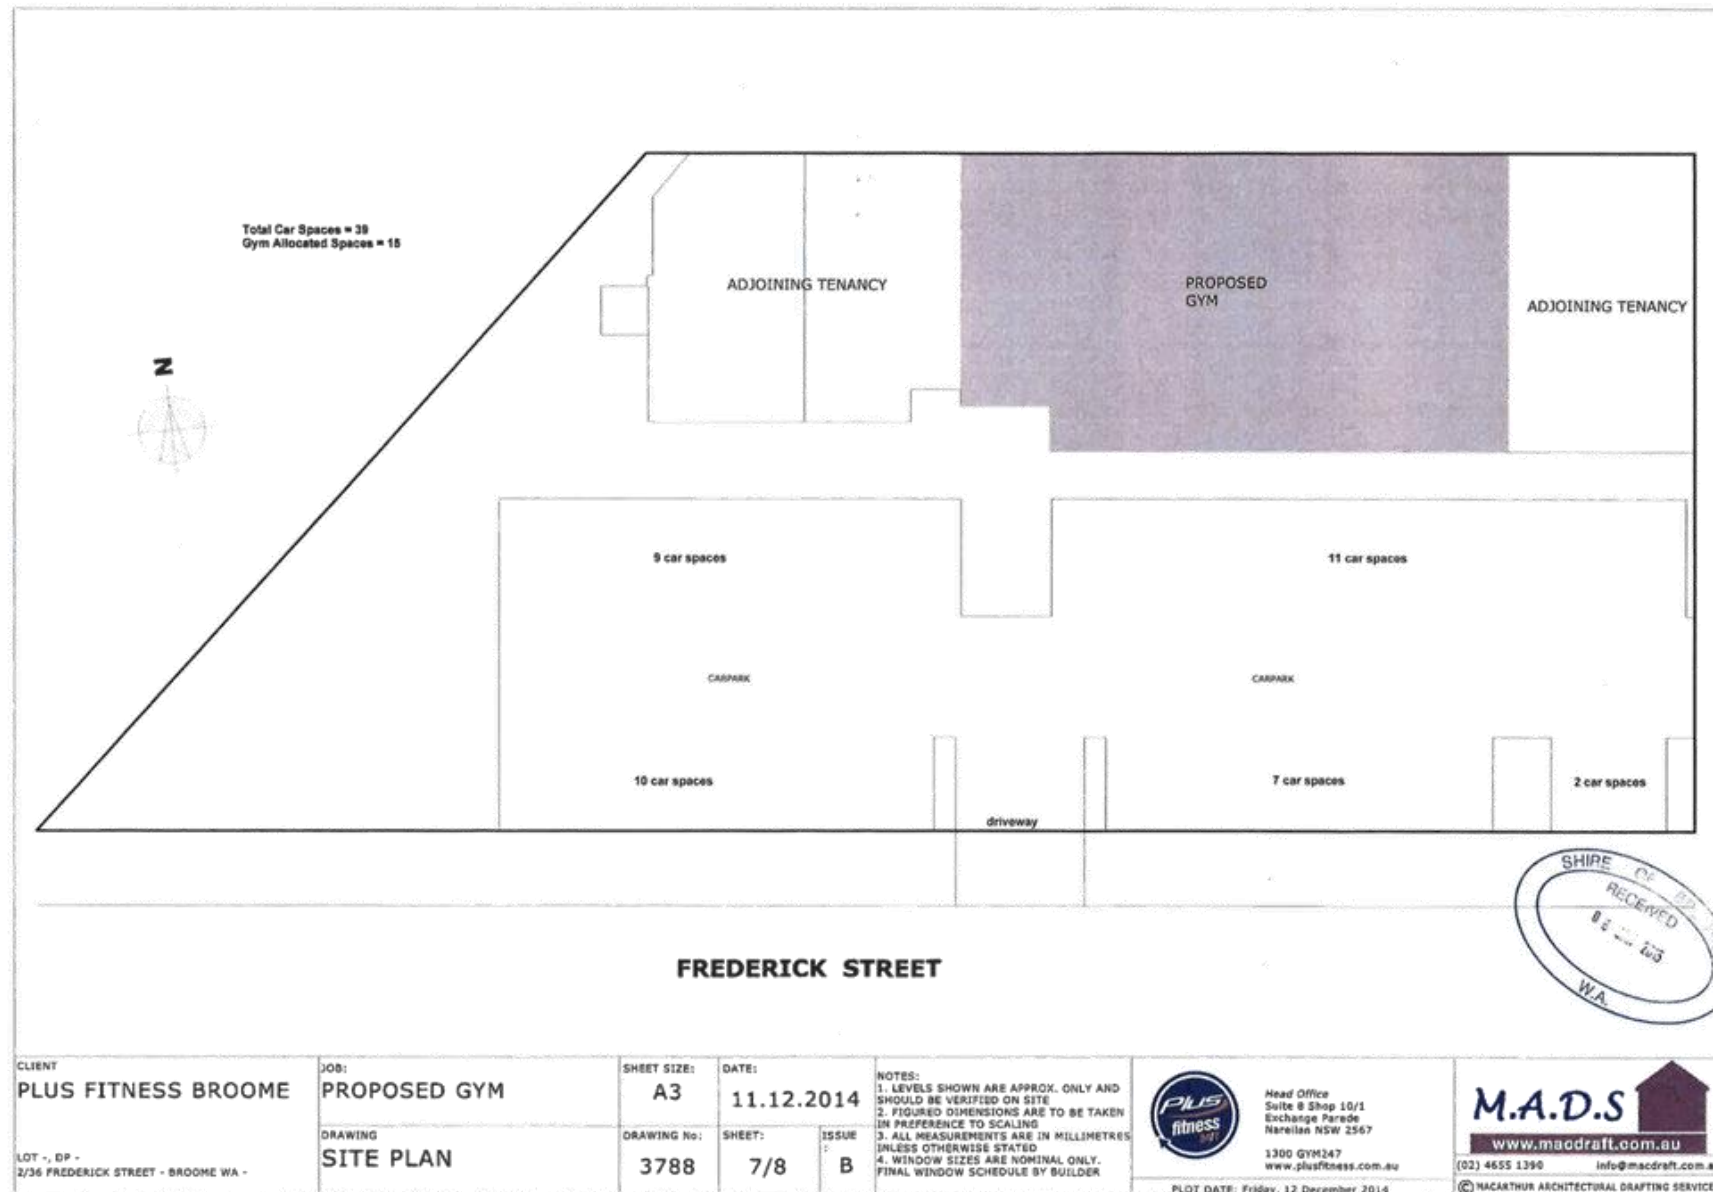 Total Car Spaces = 39
Gym Allocated Spaces = 15
ADJOINING TENANCY
PROPOSED
GYM
ADJOINING TENANCY
N
9 car spaces
11 car spaces
CARPARK
CARPARK
10 car spaces
7 car spaces
2 car spaces
driveway
SHIRE OF
RECEIVED
2015
W.A.
FREDERICK STREET
CLIENT
PLUS FITNESS BROOME
LOT -, DP -
2/36 FREDERICK STREET - BROOME WA -
JOB:
PROPOSED GYM
DRAWING
SITE PLAN
SHEET SIZE:
A3
DATE:
11.12.2014
DRAWING No:
3788
SHEET:
7/8
ISSUE
:
B
NOTES:
1. LEVELS SHOWN ARE APPROX. ONLY AND
SHOULD BE VERIFIED ON SITE
2. FIGURED DIMENSIONS ARE TO BE TAKEN
IN PREFERENCE TO SCALING
3. ALL MEASUREMENTS ARE IN MILLIMETRES
UNLESS OTHERWISE STATED
4. WINDOW SIZES ARE NOMINAL ONLY.
FINAL WINDOW SCHEDULE BY BUILDER
Plus
fitness
24/7
Head Office
Suite 8 Shop 10/1
Exchange Parade
Narellan NSW 2567
1300 GYM247
www.plusfitness.com.au
PLOT DATE: Friday, 12 December 2014
M.A.D.S
www.macdraft.com.au
(02) 4655 1390
info@macdraft.com.a
© MACARTHUR ARCHITECTURAL DRAFTING SERVICE